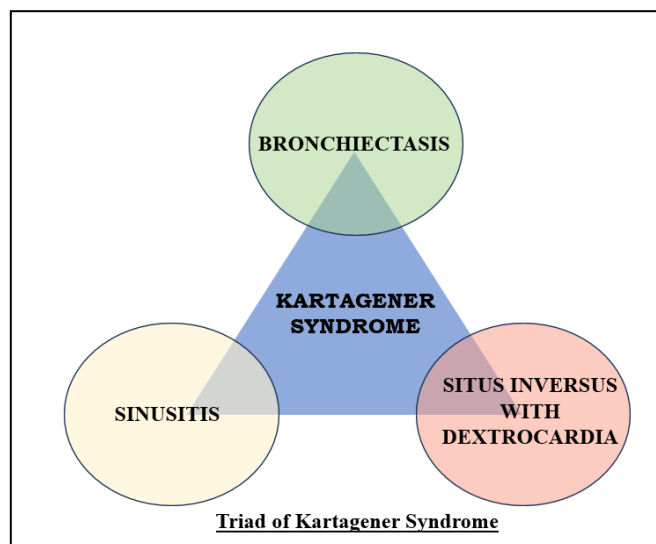 BRONCHIECTASIS
KARTAGENER
SYNDROME
SINUSITIS
SITUS INVERSUS
WITH
DEXTROCARDIA
Triad of Kartagener Syndrome